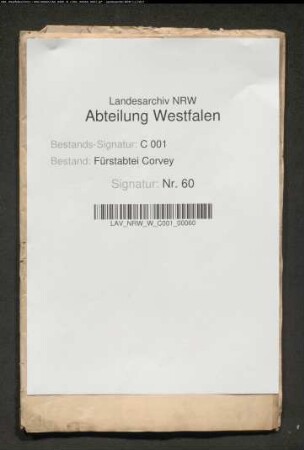 Landesarchiv NRW
Abteilung Westfalen
Bestands-Signatur: C 001
Bestand: Fürstabtei Corvey
Signatur: Nr. 60
LAV_NRW_W_C001_00060